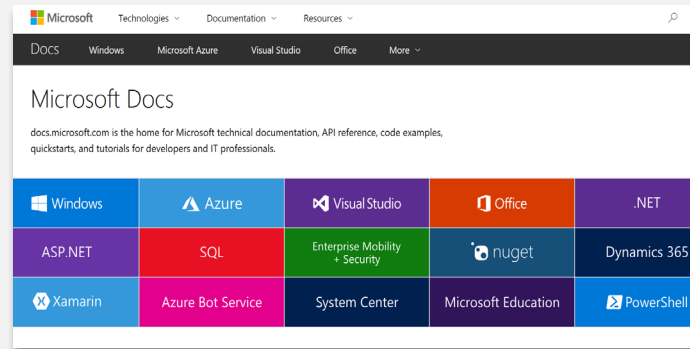 Microsoft Technologies Documentation Resources
DOCS Windows Microsoft Azure Visual Studio Office More
Microsoft Docs
docs.microsoft.com is the home for Microsoft technical documentation, API reference, code examples,
quickstarts, and tutorials for developers and IT professionals.
Windows Azure Visual Studio Office .NET
ASP.NET SQL Enterprise Mobility
+ Security nuget Dynamics 365
Xamarin Azure Bot Service System Center Microsoft Education PowerShell